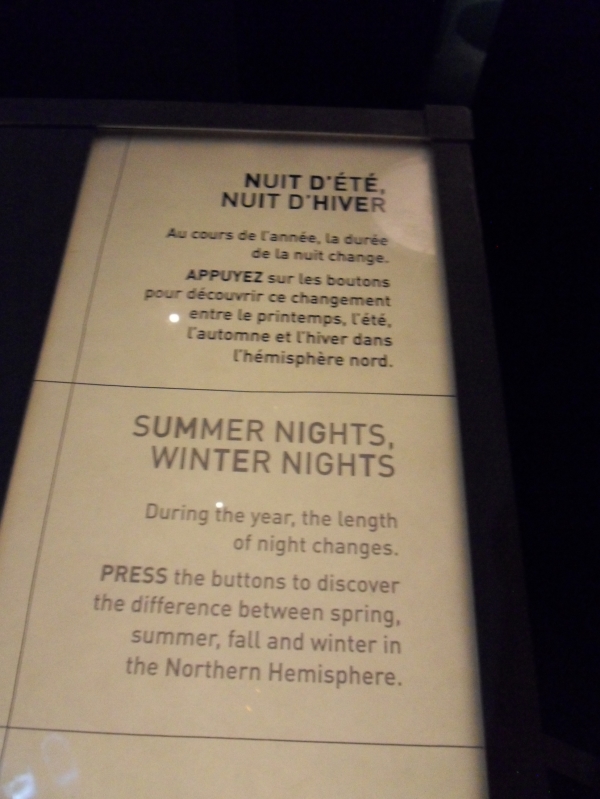 NUIT D'ÉTÉ,
NUIT D'HIVER
Au cours de l'année, la durée
de la nuit change.
APPUYEZ sur les boutons
pour découvrir ce changement
entre le printemps, l'été,
l'automne et l'hiver dans
l'hémisphère nord.
SUMMER NIGHTS,
WINTER NIGHTS
During the year, the length
of night changes.
PRESS the buttons to discover
the difference between spring,
summer, fall and winter in
the Northern Hemisphere.